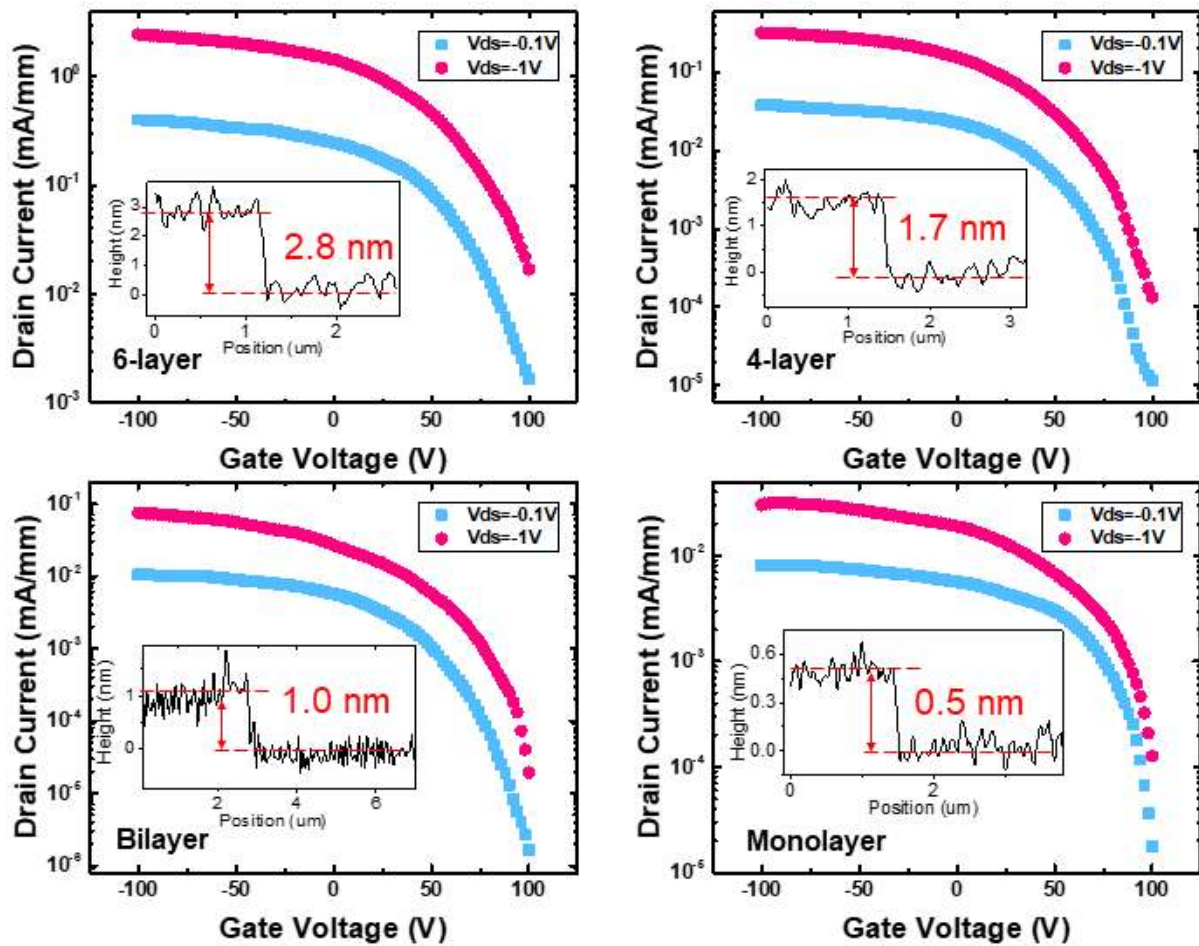 Vds=-0.1V
Vds=-1V
10⁰
10⁻¹
10⁻²
10⁻³
Drain Current (mA/mm)
3
2
1
0
Height (nm)
2.8 nm
0 1 2
Position (um)
6-layer
-100 -50 0 50 100
Gate Voltage (V)
Vds=-0.1V
Vds=-1V
10⁻¹
10⁻²
10⁻³
10⁻⁴
10⁻⁵
Drain Current (mA/mm)
2
1
0
Height (nm)
1.7 nm
0 1 2 3
Position (um)
4-layer
-100 -50 0 50 100
Gate Voltage (V)
Vds=-0.1V
Vds=-1V
10⁻¹
10⁻²
10⁻³
10⁻⁴
10⁻⁵
10⁻⁶
10⁻⁸
Drain Current (mA/mm)
1
0
Height (nm)
1.0 nm
2 4 6
Position (um)
Bilayer
-100 -50 0 50 100
Gate Voltage (V)
Vds=-0.1V
Vds=-1V
10⁻²
10⁻³
10⁻⁴
10⁻⁵
10⁻⁶
Drain Current (mA/mm)
0.6
0.3
0.0
Height (nm)
0.5 nm
0 2
Position (um)
Monolayer
-100 -50 0 50 100
Gate Voltage (V)